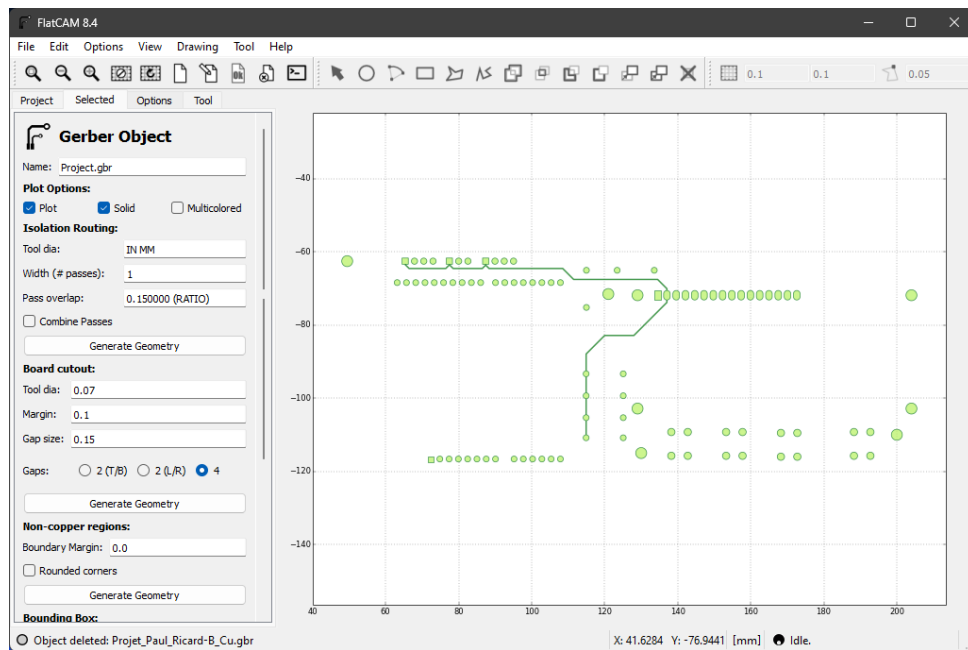 FlatCAM 8.4
File Edit Options View Drawing Tool Help
0.1 0.1 0.05
Project Selected Options Tool
Gerber Object
Name: Project.gbr
Plot Options:
Plot Solid Multicolored
Isolation Routing:
Tool dia: IN MM
Width (# passes): 1
Pass overlap: 0.150000 (RATIO)
Combine Passes
Generate Geometry
Board cutout:
Tool dia: 0.07
Margin: 0.1
Gap size: 0.15
Gaps: 2 (T/B) 2 (L/R) 4
Generate Geometry
Non-copper regions:
Boundary Margin: 0.0
Rounded corners
Generate Geometry
Bounding Box:
−40
−60
−80
−100
−120
−140
40 60 80 100 120 140 160 180 200
Object deleted: Projet_Paul_Ricard-B_Cu.gbr X: 41.6284 Y: -76.9441 [mm] Idle.